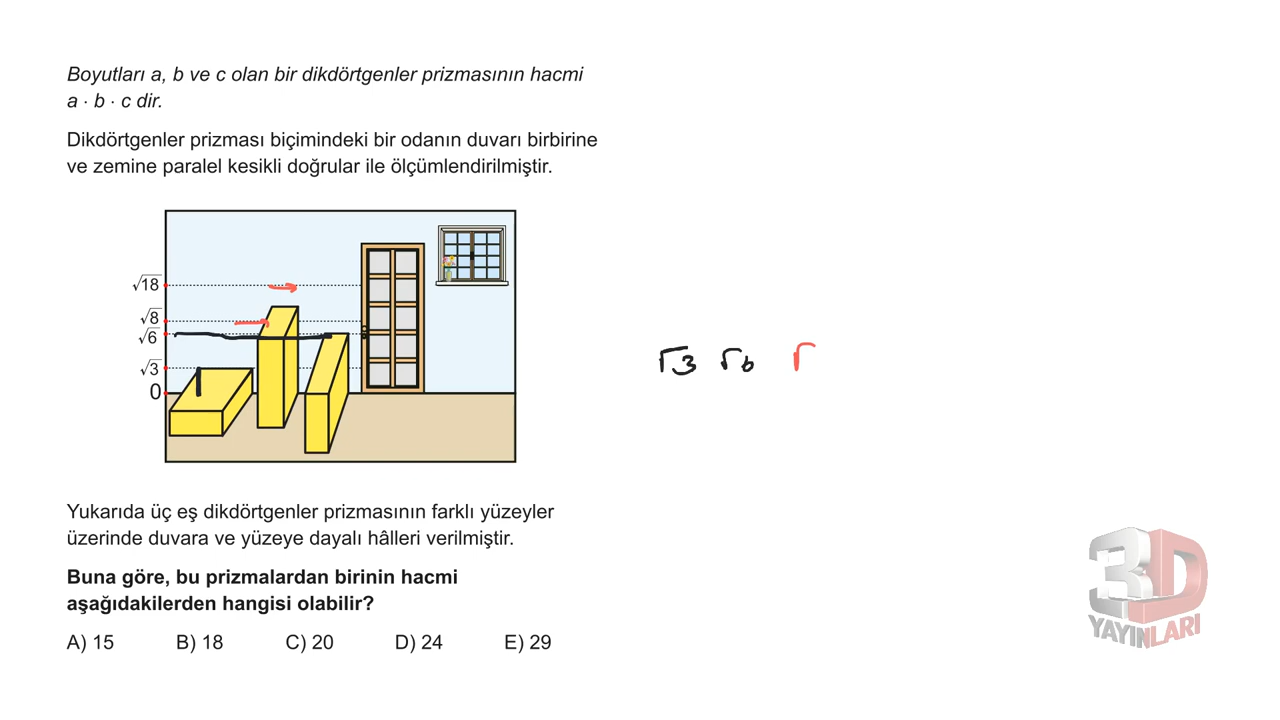 Boyutları a, b ve c olan bir dikdörtgenler prizmasının hacmi
a · b · c dir.
Dikdörtgenler prizması biçimindeki bir odanın duvarı birbirine
ve zemine paralel kesikli doğrular ile ölçümlendirilmiştir.
√18
√8
√6
√3
0
√3 √6 √
Yukarıda üç eş dikdörtgenler prizmasının farklı yüzeyler
üzerinde duvara ve yüzeye dayalı hâlleri verilmiştir.
Buna göre, bu prizmalardan birinin hacmi
aşağıdakilerden hangisi olabilir?
A) 15 B) 18 C) 20 D) 24 E) 29
3D
YAYINLARI